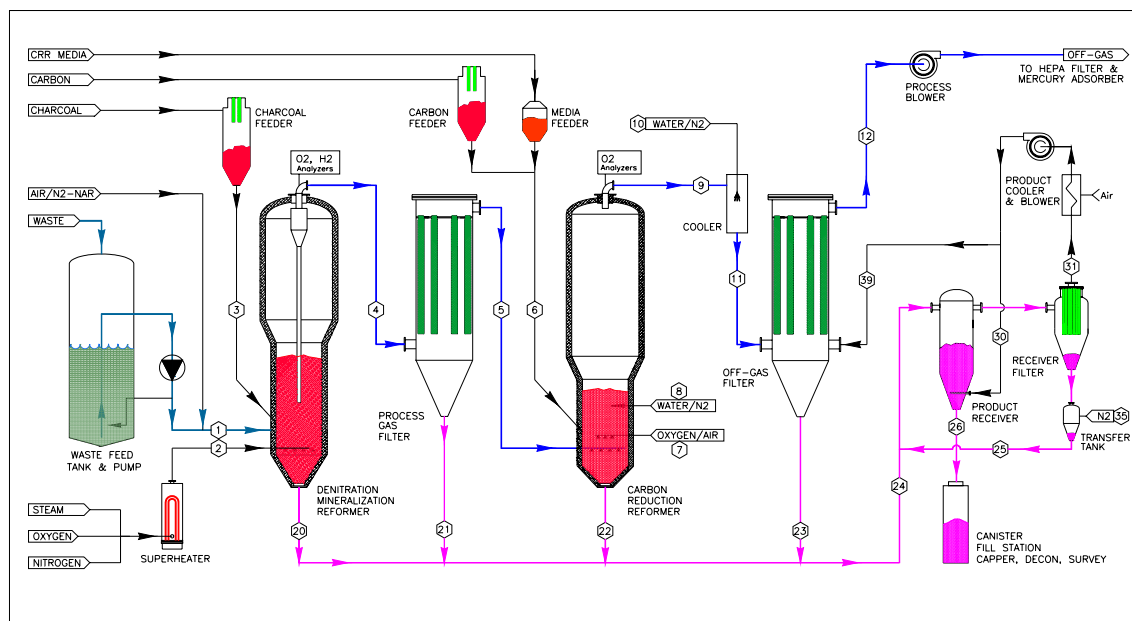 CRR MEDIA
CARBON
CHARCOAL
CHARCOAL
FEEDER
CARBON
FEEDER
MEDIA
FEEDER
10
WATER/N2
12
PROCESS
BLOWER
OFF-GAS
TO HEPA FILTER &
MERCURY ADSORBER
O2, H2
Analyzers
O2
Analyzers
9
COOLER
PRODUCT
COOLER
& BLOWER
Air
AIR/N2-NAR
WASTE
3
4
5
6
11
39
31
30
RECEIVER
FILTER
8
WATER/N2
OXYGEN/AIR
7
OFF-GAS
FILTER
PROCESS
GAS
FILTER
PRODUCT
RECEIVER
N2
35
TRANSFER
TANK
1
2
26
25
24
WASTE FEED
TANK & PUMP
DENITRATION
MINERALIZATION
REFORMER
CARBON
REDUCTION
REFORMER
STEAM
OXYGEN
NITROGEN
SUPERHEATER
20
21
22
23
CANISTER
FILL STATION
CAPPER, DECON, SURVEY